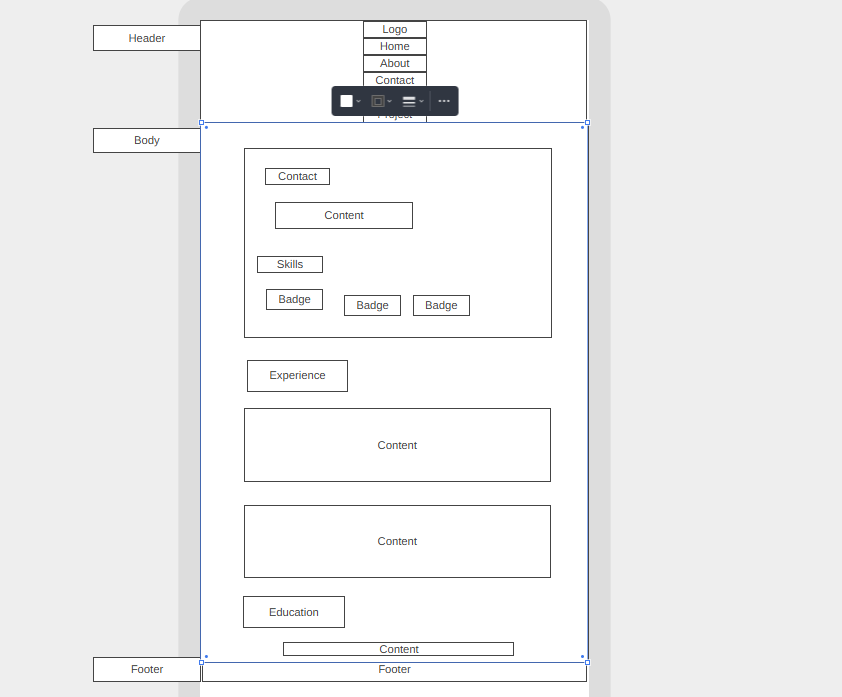 Header
Logo
Home
About
Contact
Project
Body
Contact
Content
Skills
Badge
Badge
Badge
Experience
Content
Content
Education
Content
Footer
Footer